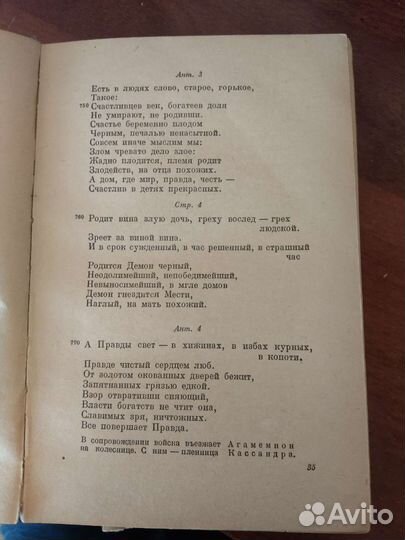 Ант. 3
Есть в людях слово, старое, горькое,
Такое:
750 Счастливцев век, богатеев доля
Не умирают, не родивши.
Счастье беременно плодом
Черным, печалью ненасытной.
Совсем иначе мыслим мы:
Злом чревато дело злое:
Жадно плодится, племя родит
Злодейств, на отца похожих.
А дом, где мир, правда, честь —
Счастлив в детях прекрасных.
Стр. 4
760 Родит вина злую дочь, греху вослед — грех
людской.
Зреет за виной вина.
И в срок сужденный, в час решенный, в страшный
час
Родится Демон черный,
Неодолимейший, непобедимейший,
Невыносимейший, в мгле домов
Демон гнездится Мести,
Наглый, на мать похожий.
Ант. 4
770 А Правды свет — в хижинах, в избах курных,
в копоти,
Правде чистый сердцем люб.
От золотом окованных дверей бежит,
Запятнанных грязью едкой.
Взор отвративши сияющий,
Власти богатств не чтит она,
Славимых зря, ничтожных.
Все повершает Правда.
В сопровождении войска въезжает Агамемнон
на колеснице. С ним — пленница Кассандра.
35
Avito